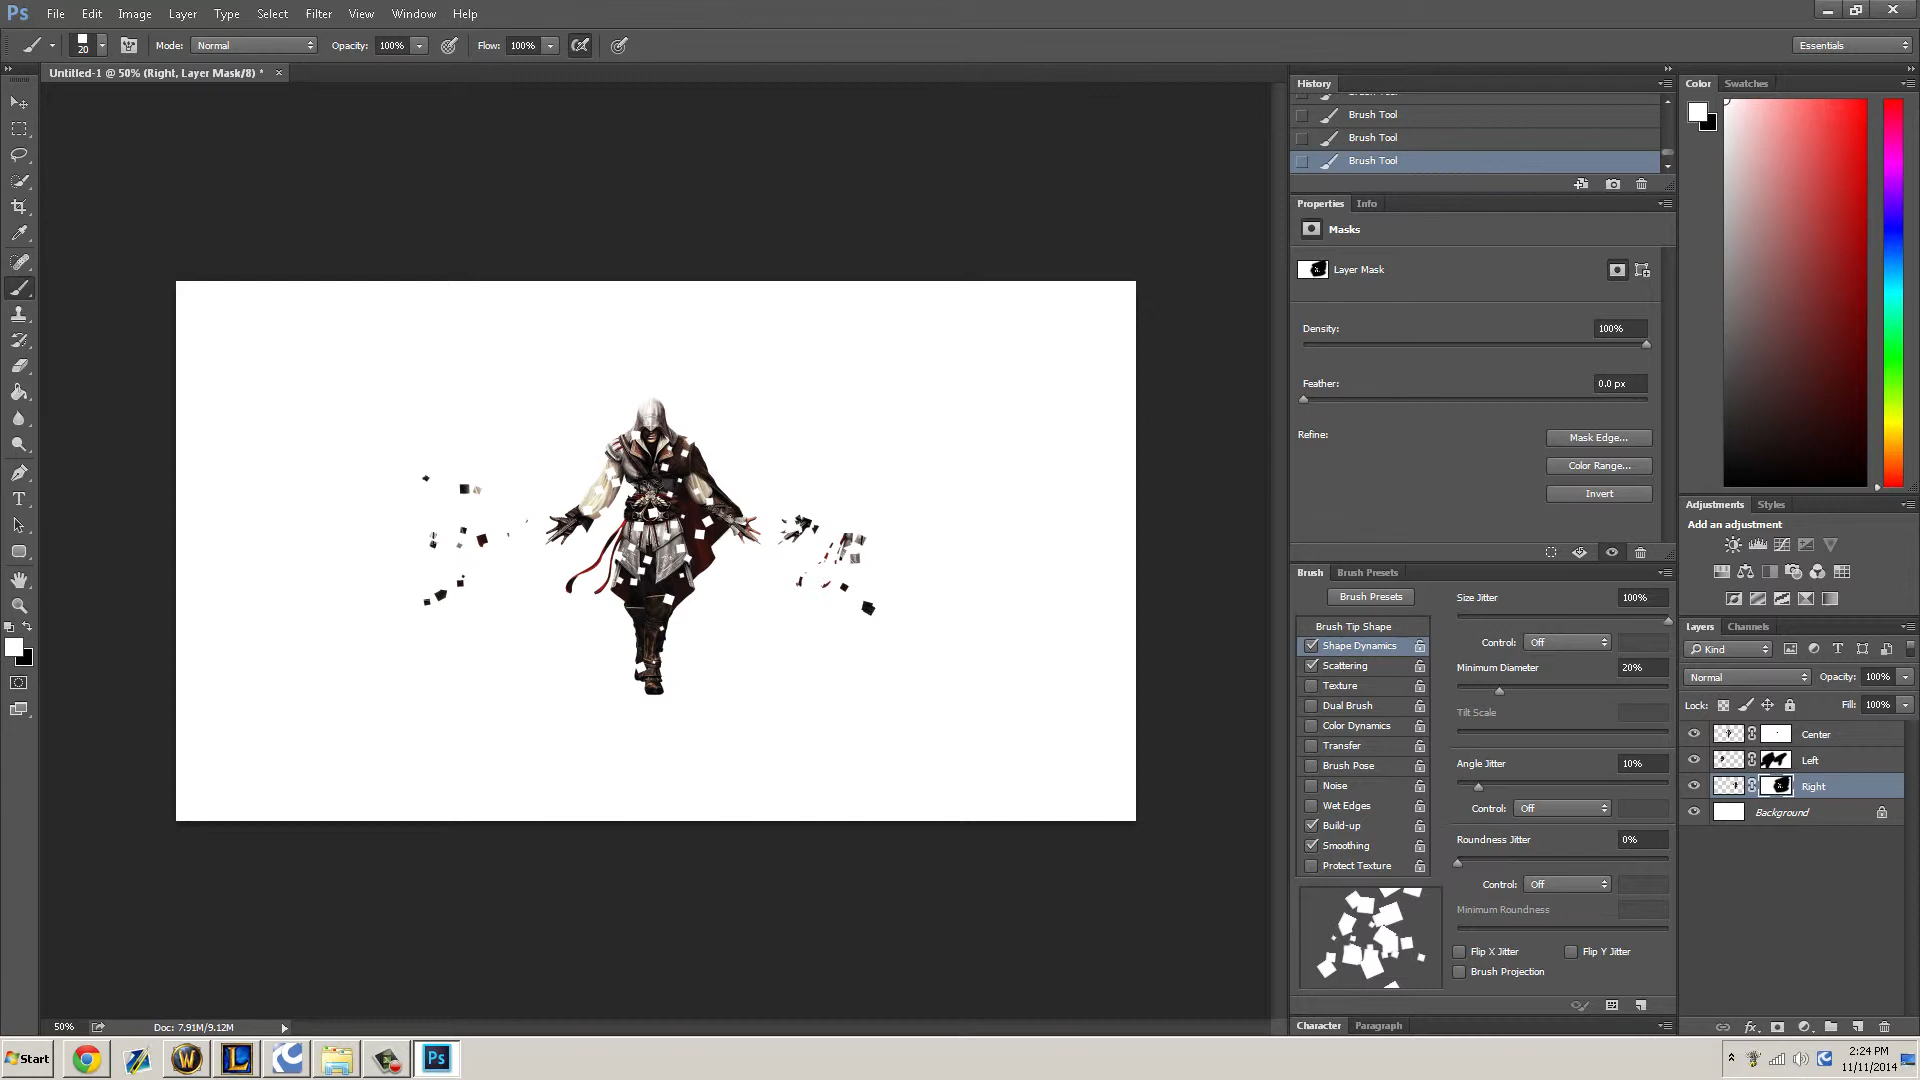 Ps File Edit Image Layer Type Select Filter View Window Help
20 Mode: Normal Opacity: 100% Flow: 100% Essentials
Untitled-1 @ 50% (Right, Layer Mask/8) * ×
History
Brush Tool
Brush Tool
Brush Tool
Brush Tool
Properties Info
Masks
Layer Mask
Density: 100%
Feather: 0.0 px
Refine: Mask Edge...
Color Range...
Invert
Brush Brush Presets
Brush Presets
Brush Tip Shape
Shape Dynamics
Scattering
Texture
Dual Brush
Color Dynamics
Transfer
Brush Pose
Noise
Wet Edges
Build-up
Smoothing
Protect Texture
Size Jitter 100%
Control: Off
Minimum Diameter 20%
Tilt Scale
Angle Jitter 10%
Control: Off
Roundness Jitter 0%
Control: Off
Minimum Roundness
Flip X Jitter Flip Y Jitter
Brush Projection
Character Paragraph
Color Swatches
Adjustments Styles
Add an adjustment
Layers Channels
Kind
Normal Opacity: 100%
Lock: Fill: 100%
Center
Left
Right
Background
fx
50% Doc: 7.91M/9.12M
Start W L Ps
2:24 PM
11/11/2014